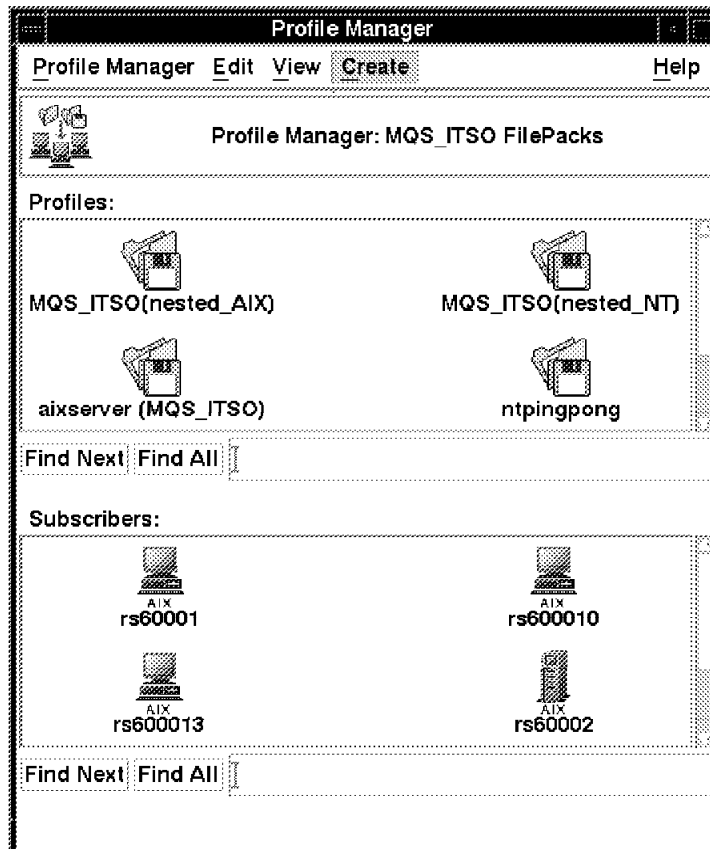 Profile Manager
Profile Manager Edit View Create Help
Profile Manager: MQS_ITSO FilePacks
Profiles:
MQS_ITSO(nested_AIX) MQS_ITSO(nested_NT)
aixserver (MQS_ITSO) ntpingpong
Find Next Find All
Subscribers:
AIX AIX
rs60001 rs600010
AIX AIX
rs600013 rs60002
Find Next Find All